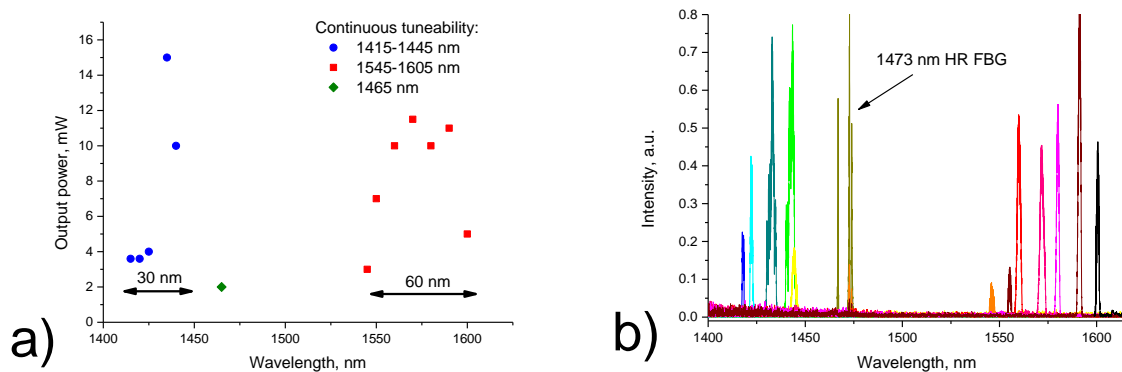 Continuous tuneability:
1415-1445 nm
1545-1605 nm
1465 nm
30 nm
60 nm
Output power, mW
0
2
4
6
8
10
12
14
16
1400
1450
1500
1550
1600
Wavelength, nm
a)
1473 nm HR FBG
Intensity, a.u.
0.0
0.1
0.2
0.3
0.4
0.5
0.6
0.7
0.8
1400
1450
1500
1550
1600
Wavelength, nm
b)